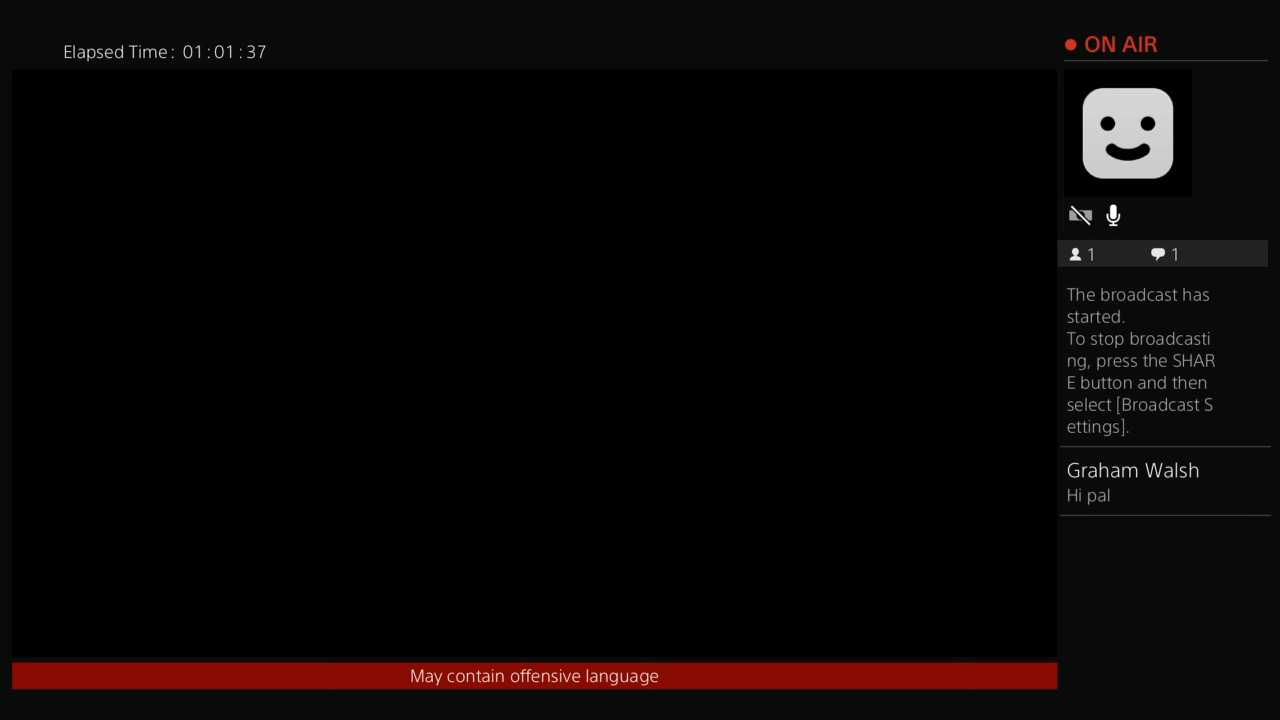 Elapsed Time: 01:01:37
ON AIR
1
1
The broadcast has
started.
To stop broadcasti
ng, press the SHAR
E button and then
select [Broadcast S
ettings].
Graham Walsh
Hi pal
May contain offensive language